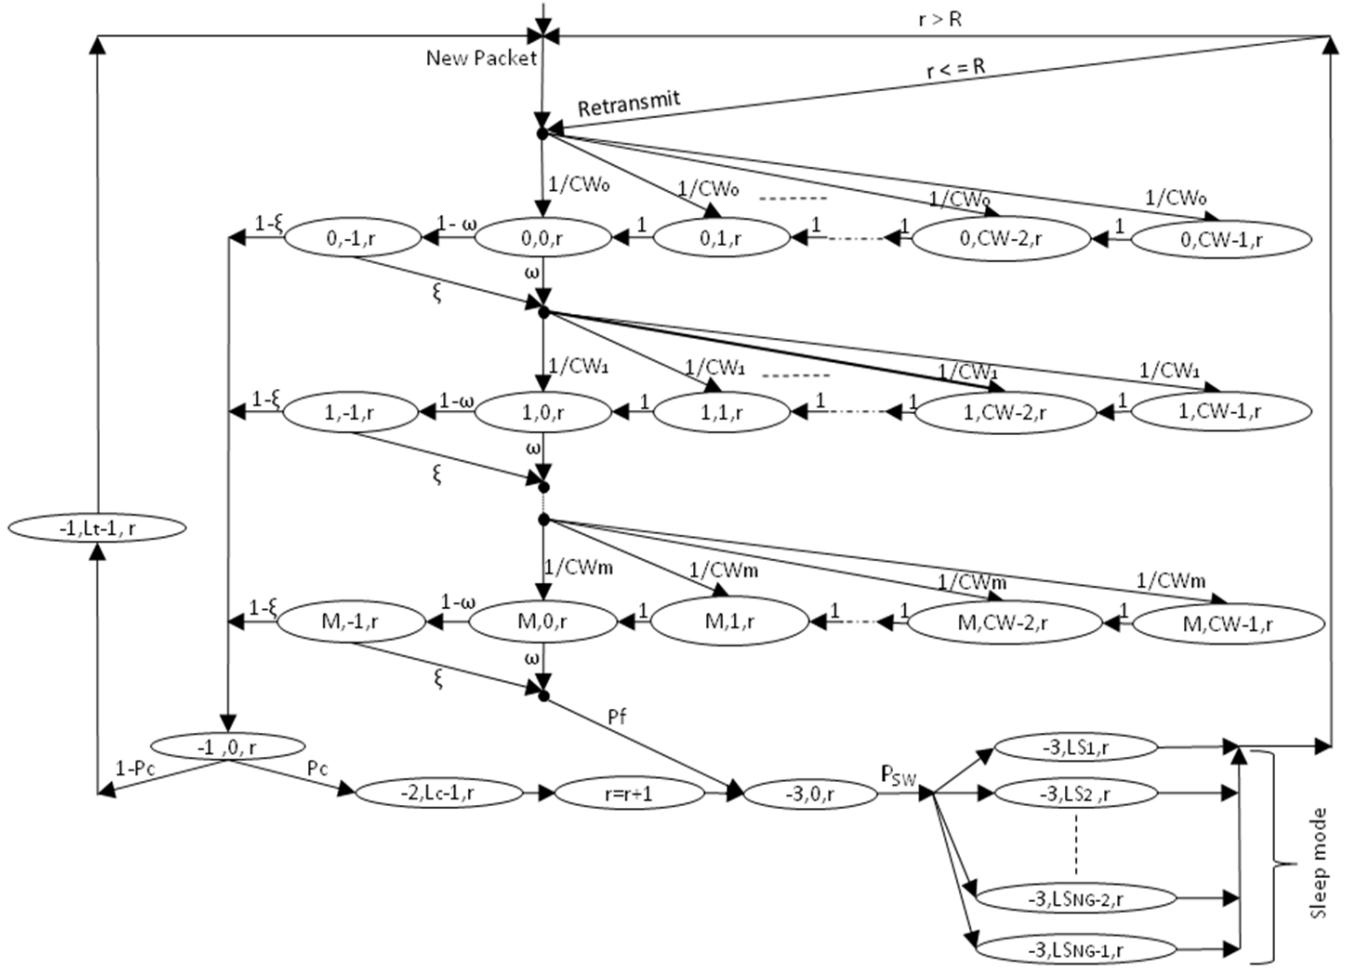 r > R
New Packet
r < = R
Retransmit
1/CW₀ 1/CW₀ 1/CW₀ 1/CW₀
1-ξ 1- ω 1 1 1 1
0,-1,r 0,0,r 0,1,r 0,CW-2,r 0,CW-1,r
ξ ω
1/CW₁ 1/CW₁ 1/CW₁ 1/CW₁
1-ξ 1-ω 1 1 1 1
1,-1,r 1,0,r 1,1,r 1,CW-2,r 1,CW-1,r
ξ ω
-1,Lt-1, r
1/CWm 1/CWm 1/CWm 1/CWm
1-ξ 1-ω 1 1 1 1
M,-1,r M,0,r M,1,r M,CW-2,r M,CW-1,r
ξ ω
Pf
-1 ,0, r
1-Pc Pc
-2,Lc-1,r r=r+1 -3,0,r
PSW
-3,LS1,r
-3,LS2 ,r
-3,LSNG-2,r
-3,LSNG-1,r
Sleep mode